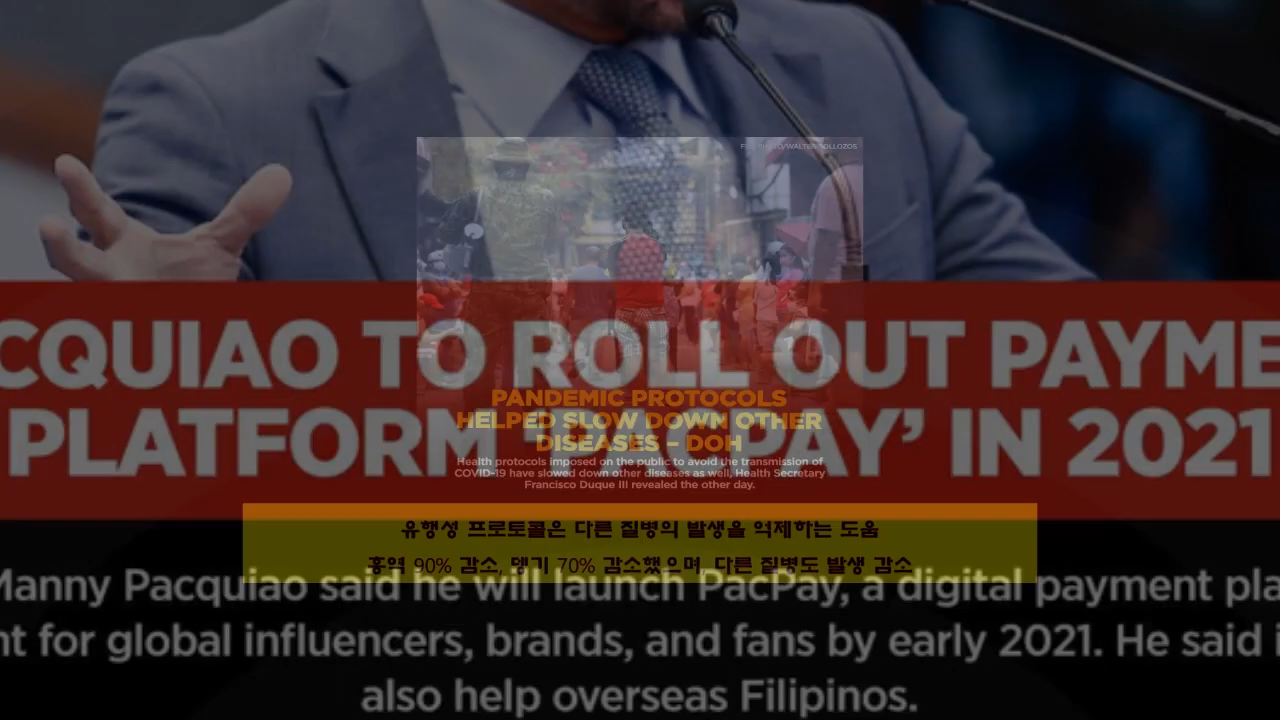 FILE PHOTO/WALTER BOLLOZOS
CQUIAO TO ROLL OUT PAYME
PLATFORM ‘PACPAY’ IN 2021
PANDEMIC PROTOCOLS
HELPED SLOW DOWN OTHER
DISEASES – DOH
Health protocols imposed on the public to avoid the transmission of
COVID-19 have slowed down other diseases as well, Health Secretary
Francisco Duque III revealed the other day.
유행성 프로토콜은 다른 질병의 발생을 억제하는 도움
홍역 90% 감소, 뎅기 70% 감소했으며, 다른 질병도 발생 감소
Manny Pacquiao said he will launch PacPay, a digital payment pla
nt for global influencers, brands, and fans by early 2021. He said i
also help overseas Filipinos.